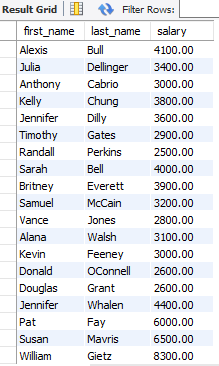 Result Grid Filter Rows:
first_name last_name salary
Alexis Bull 4100.00
Julia Dellinger 3400.00
Anthony Cabrio 3000.00
Kelly Chung 3800.00
Jennifer Dilly 3600.00
Timothy Gates 2900.00
Randall Perkins 2500.00
Sarah Bell 4000.00
Britney Everett 3900.00
Samuel McCain 3200.00
Vance Jones 2800.00
Alana Walsh 3100.00
Kevin Feeney 3000.00
Donald OConnell 2600.00
Douglas Grant 2600.00
Jennifer Whalen 4400.00
Pat Fay 6000.00
Susan Mavris 6500.00
William Gietz 8300.00